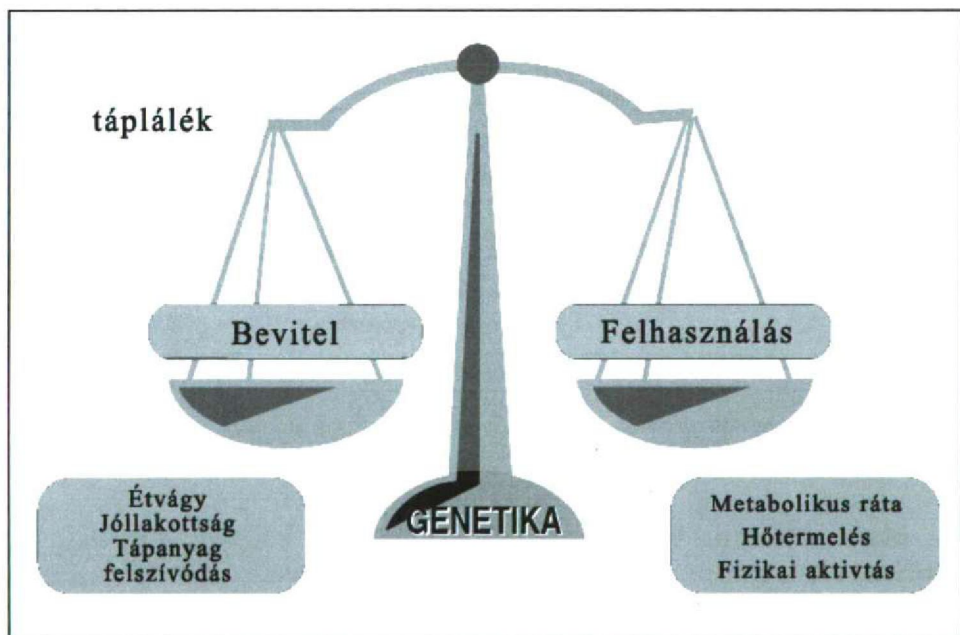 táplálék
Bevitel
Felhasználás
Étvágy
Jóllakottság
Tápanyag
felszívódás
GENETIKA
Metabolikus ráta
Hőtermelés
Fizikai aktivtás